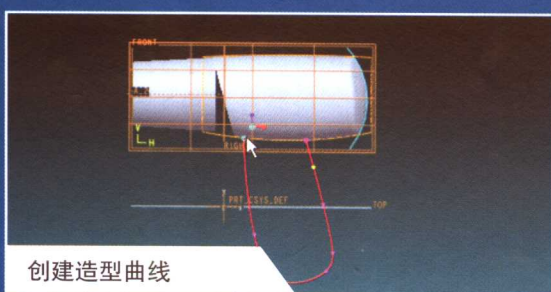 FRONT
V
H
RIGHT
PRT_CSYS_DEF
TOP
创建造型曲线